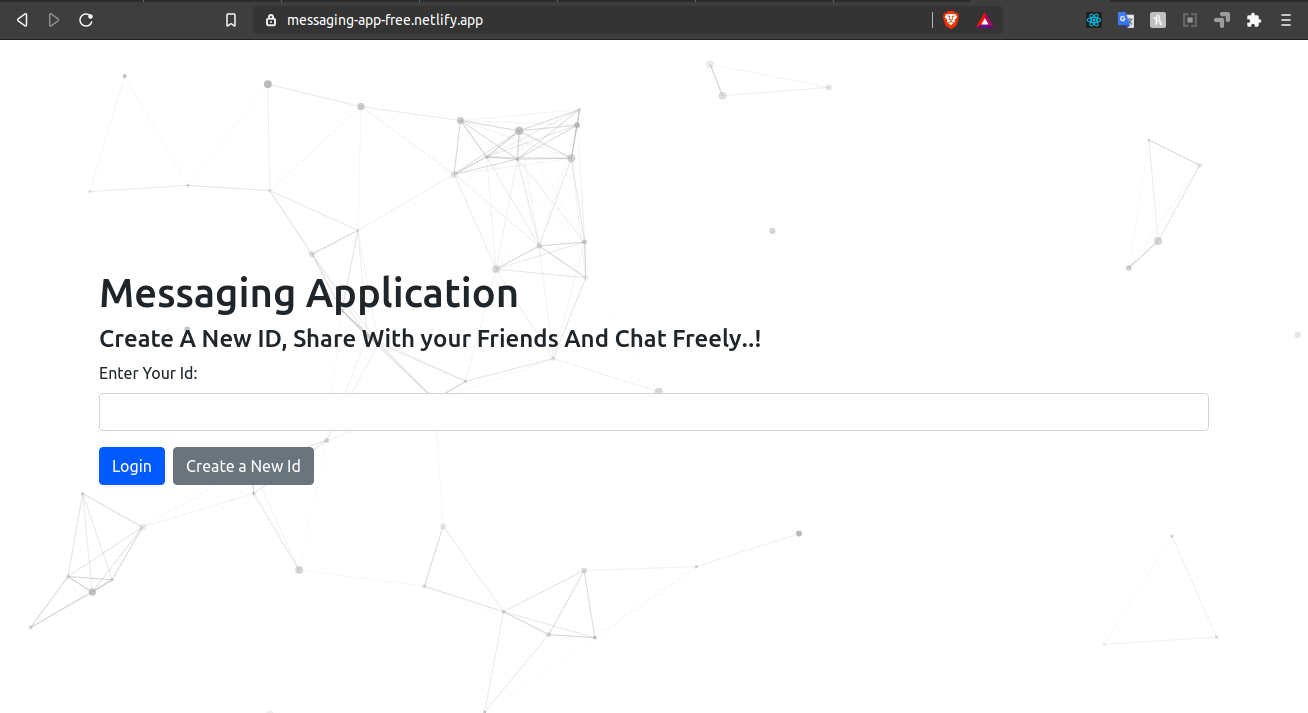 messaging-app-free.netlify.app
Messaging Application
Create A New ID, Share With your Friends And Chat Freely..!
Enter Your Id:
Login
Create a New Id